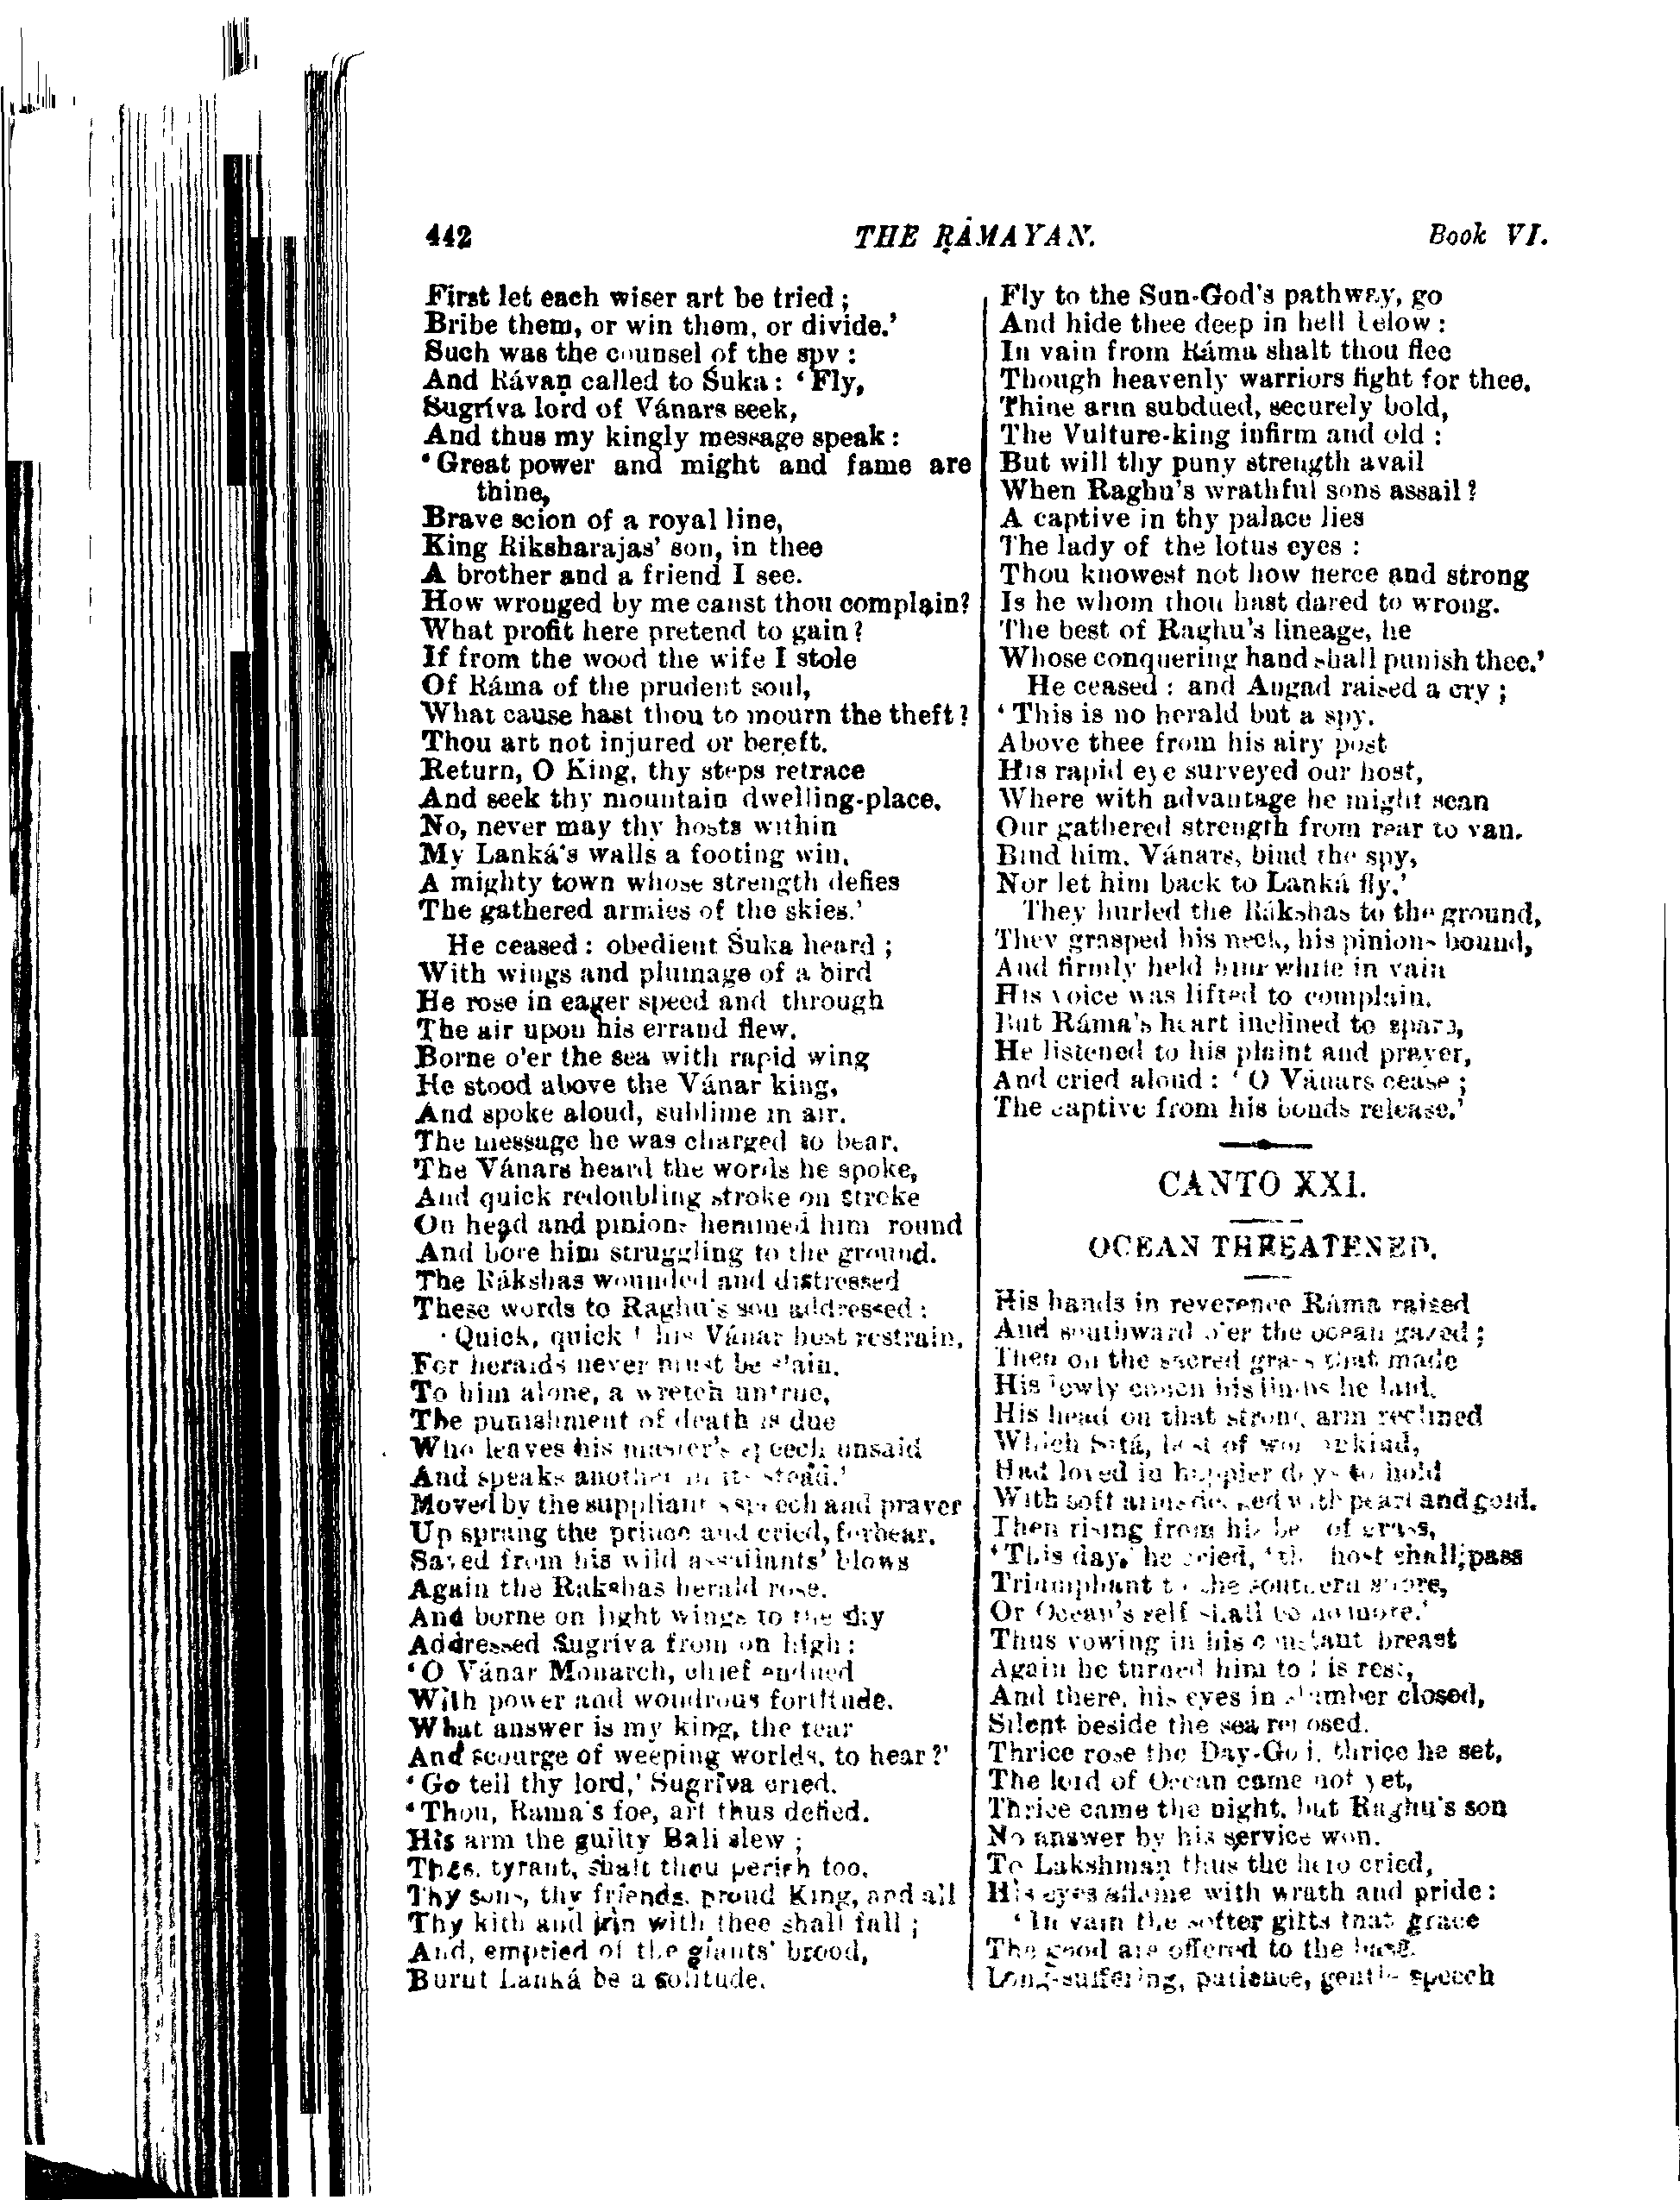 442
THE RÁMAYAN.
Book VI.
First let each wiser art be tried;
Bribe them, or win them, or divide.'
Such was the counsel of the spy:
And Rávaṇ called to Śuka: 'Fly,
Sugríva lord of Vánars seek,
And thus my kingly message speak:
'Great power and might and fame are
thine,
Brave scion of a royal line,
King Riksharajas' son, in thee
A brother and a friend I see.
How wronged by me canst thou complain?
What profit here pretend to gain?
If from the wood the wife I stole
Of Ráma of the prudent soul,
What cause hast thou to mourn the theft?
Thou art not injured or bereft.
Return, O King, thy steps retrace
And seek thy mountain dwelling-place.
No, never may thy hosts within
My Lanká's walls a footing win,
A mighty town whose strength defies
The gathered armies of the skies.'
He ceased: obedient Śuka heard;
With wings and plumage of a bird
He rose in eager speed and through
The air upon his errand flew.
Borne o'er the sea with rapid wing
He stood above the Vánar king,
And spoke aloud, sublime in air,
The message he was charged to bear.
The Vánars heard the words he spoke,
And quick redoubling stroke on stroke
On head and pinions hemmed him round
And bore him struggling to the ground.
The Rákshas wounded and distressed
These words to Raghu's son addressed:
'Quick, quick! his Vánar host restrain,
For heralds never must be slain.
To him alone, a wretch untrue,
The punishment of death is due
Who leaves his master's speech unsaid
And speaks another in its stead.'
Moved by the suppliant's speech and prayer
Up sprang the prince and cried, forbear.
Saved from his wild assailants' blows
Again the Rakshas herald rose.
And borne on light wings to the sky
Addressed Sugríva from on high:
'O Vánar Monarch, chief endued
With power and wondrous fortitude,
What answer is my king, the fear
And scourge of weeping worlds, to hear?'
'Go tell thy lord,' Sugríva cried,
'Thou, Rama's foe, art thus defied.
His arm the guilty Bali slew;
Thus, tyrant, shalt thou perish too.
Thy sons, thy friends, proud King, and all
Thy kith and kin with thee shall fall;
And, emptied of the giants' brood,
Burnt Lanká be a solitude.
Fly to the Sun-God's pathway, go
And hide thee deep in hell below:
In vain from Ráma shalt thou flee
Though heavenly warriors fight for thee.
Thine arm subdued, securely bold,
The Vulture-king infirm and old:
But will thy puny strength avail
When Raghu's wrathful sons assail?
A captive in thy palace lies
The lady of the lotus eyes:
Thou knowest not how fierce and strong
Is he whom thou hast dared to wrong.
The best of Raghu's lineage, he
Whose conquering hand shall punish thee.'
He ceased: and Angad raised a cry;
'This is no herald but a spy.
Above thee from his airy post
His rapid eye surveyed our host,
Where with advantage he might scan
Our gathered strength from rear to van.
Bind him, Vánars, bind the spy,
Nor let him back to Lanká fly.'
They hurled the Rákshas to the ground,
They grasped his neck, his pinions bound,
And firmly held him while in vain
His voice was lifted to complain.
But Ráma's heart inclined to spare,
He listened to his plaint and prayer,
And cried aloud: 'O Vánars cease;
The captive from his bonds release.'
CANTO XXI.
OCEAN THREATENED.
His hands in reverence Ráma raised
And southward o'er the ocean gazed;
Then on the sacred grass that made
His lowly couch his limbs he laid.
His head on that strong arm reclined
Which Sítá, best of womankind,
Had loved in happier days to hold
With soft arms decked with pearl and gold.
Then rising from his bed of grass,
'This day,' he cried, 'the host shall pass
Triumphant to the southern shore,
Or Ocean's self shall be no more.'
Thus vowing in his constant breast
Again he turned him to his rest,
And there, his eyes in slumber closed,
Silent beside the sea reposed.
Thrice rose the Day-God, thrice he set,
The lord of Ocean came not yet,
Thrice came the night, but Raghu's son
No answer by his service won.
To Lakshmaṇ thus the hero cried,
His eyes aflame with wrath and pride:
'In vain the softer gifts that grace
The good are offered to the base.
Long-suffering, patience, gentle speech